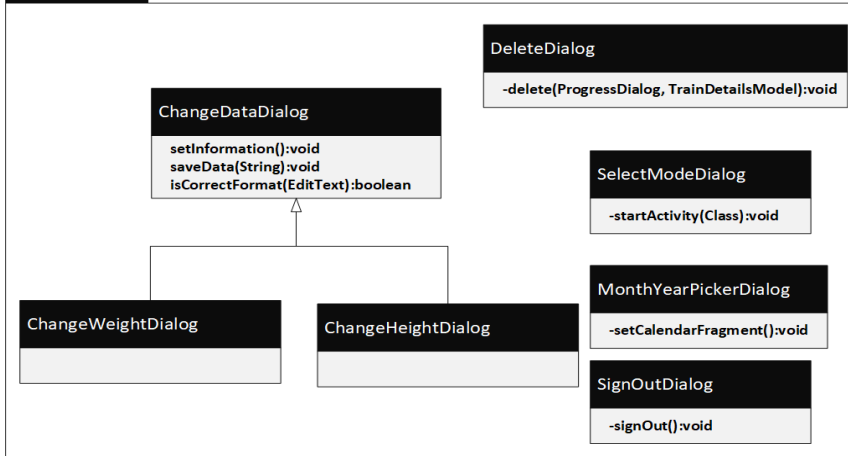 DeleteDialog
-delete(ProgressDialog, TrainDetailsModel):void
ChangeDataDialog
setInformation():void
saveData(String):void
isCorrectFormat(EditText):boolean
SelectModeDialog
-startActivity(Class):void
ChangeWeightDialog
ChangeHeightDialog
MonthYearPickerDialog
-setCalendarFragment():void
SignOutDialog
-signOut():void